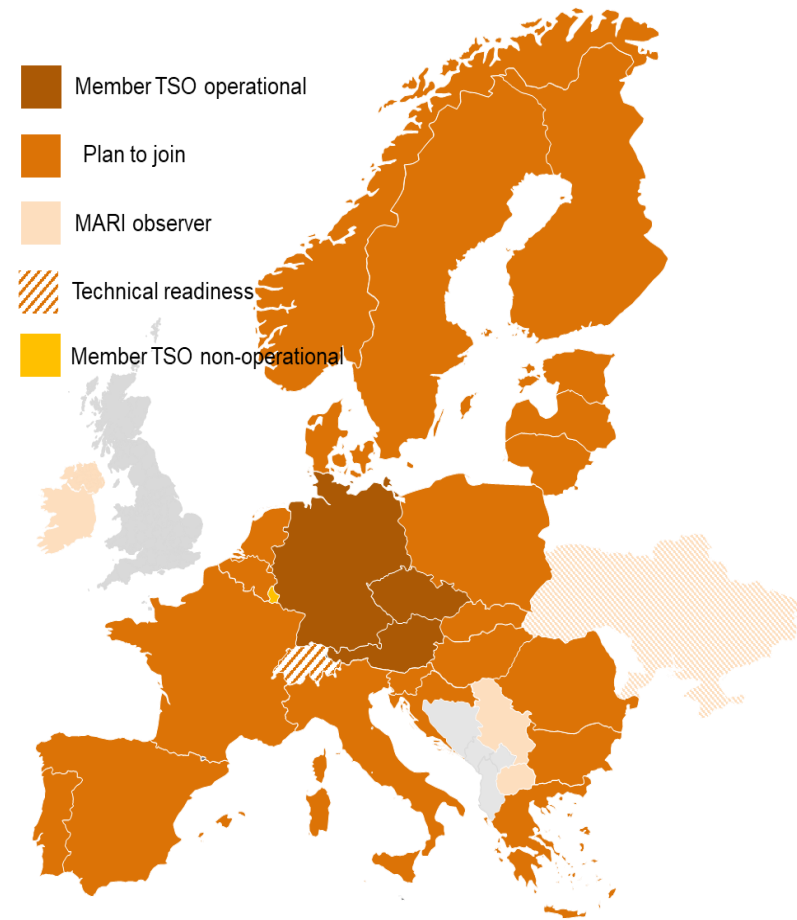 Member TSO operational
Plan to join
MARI observer
Technical readiness
Member TSO non-operational